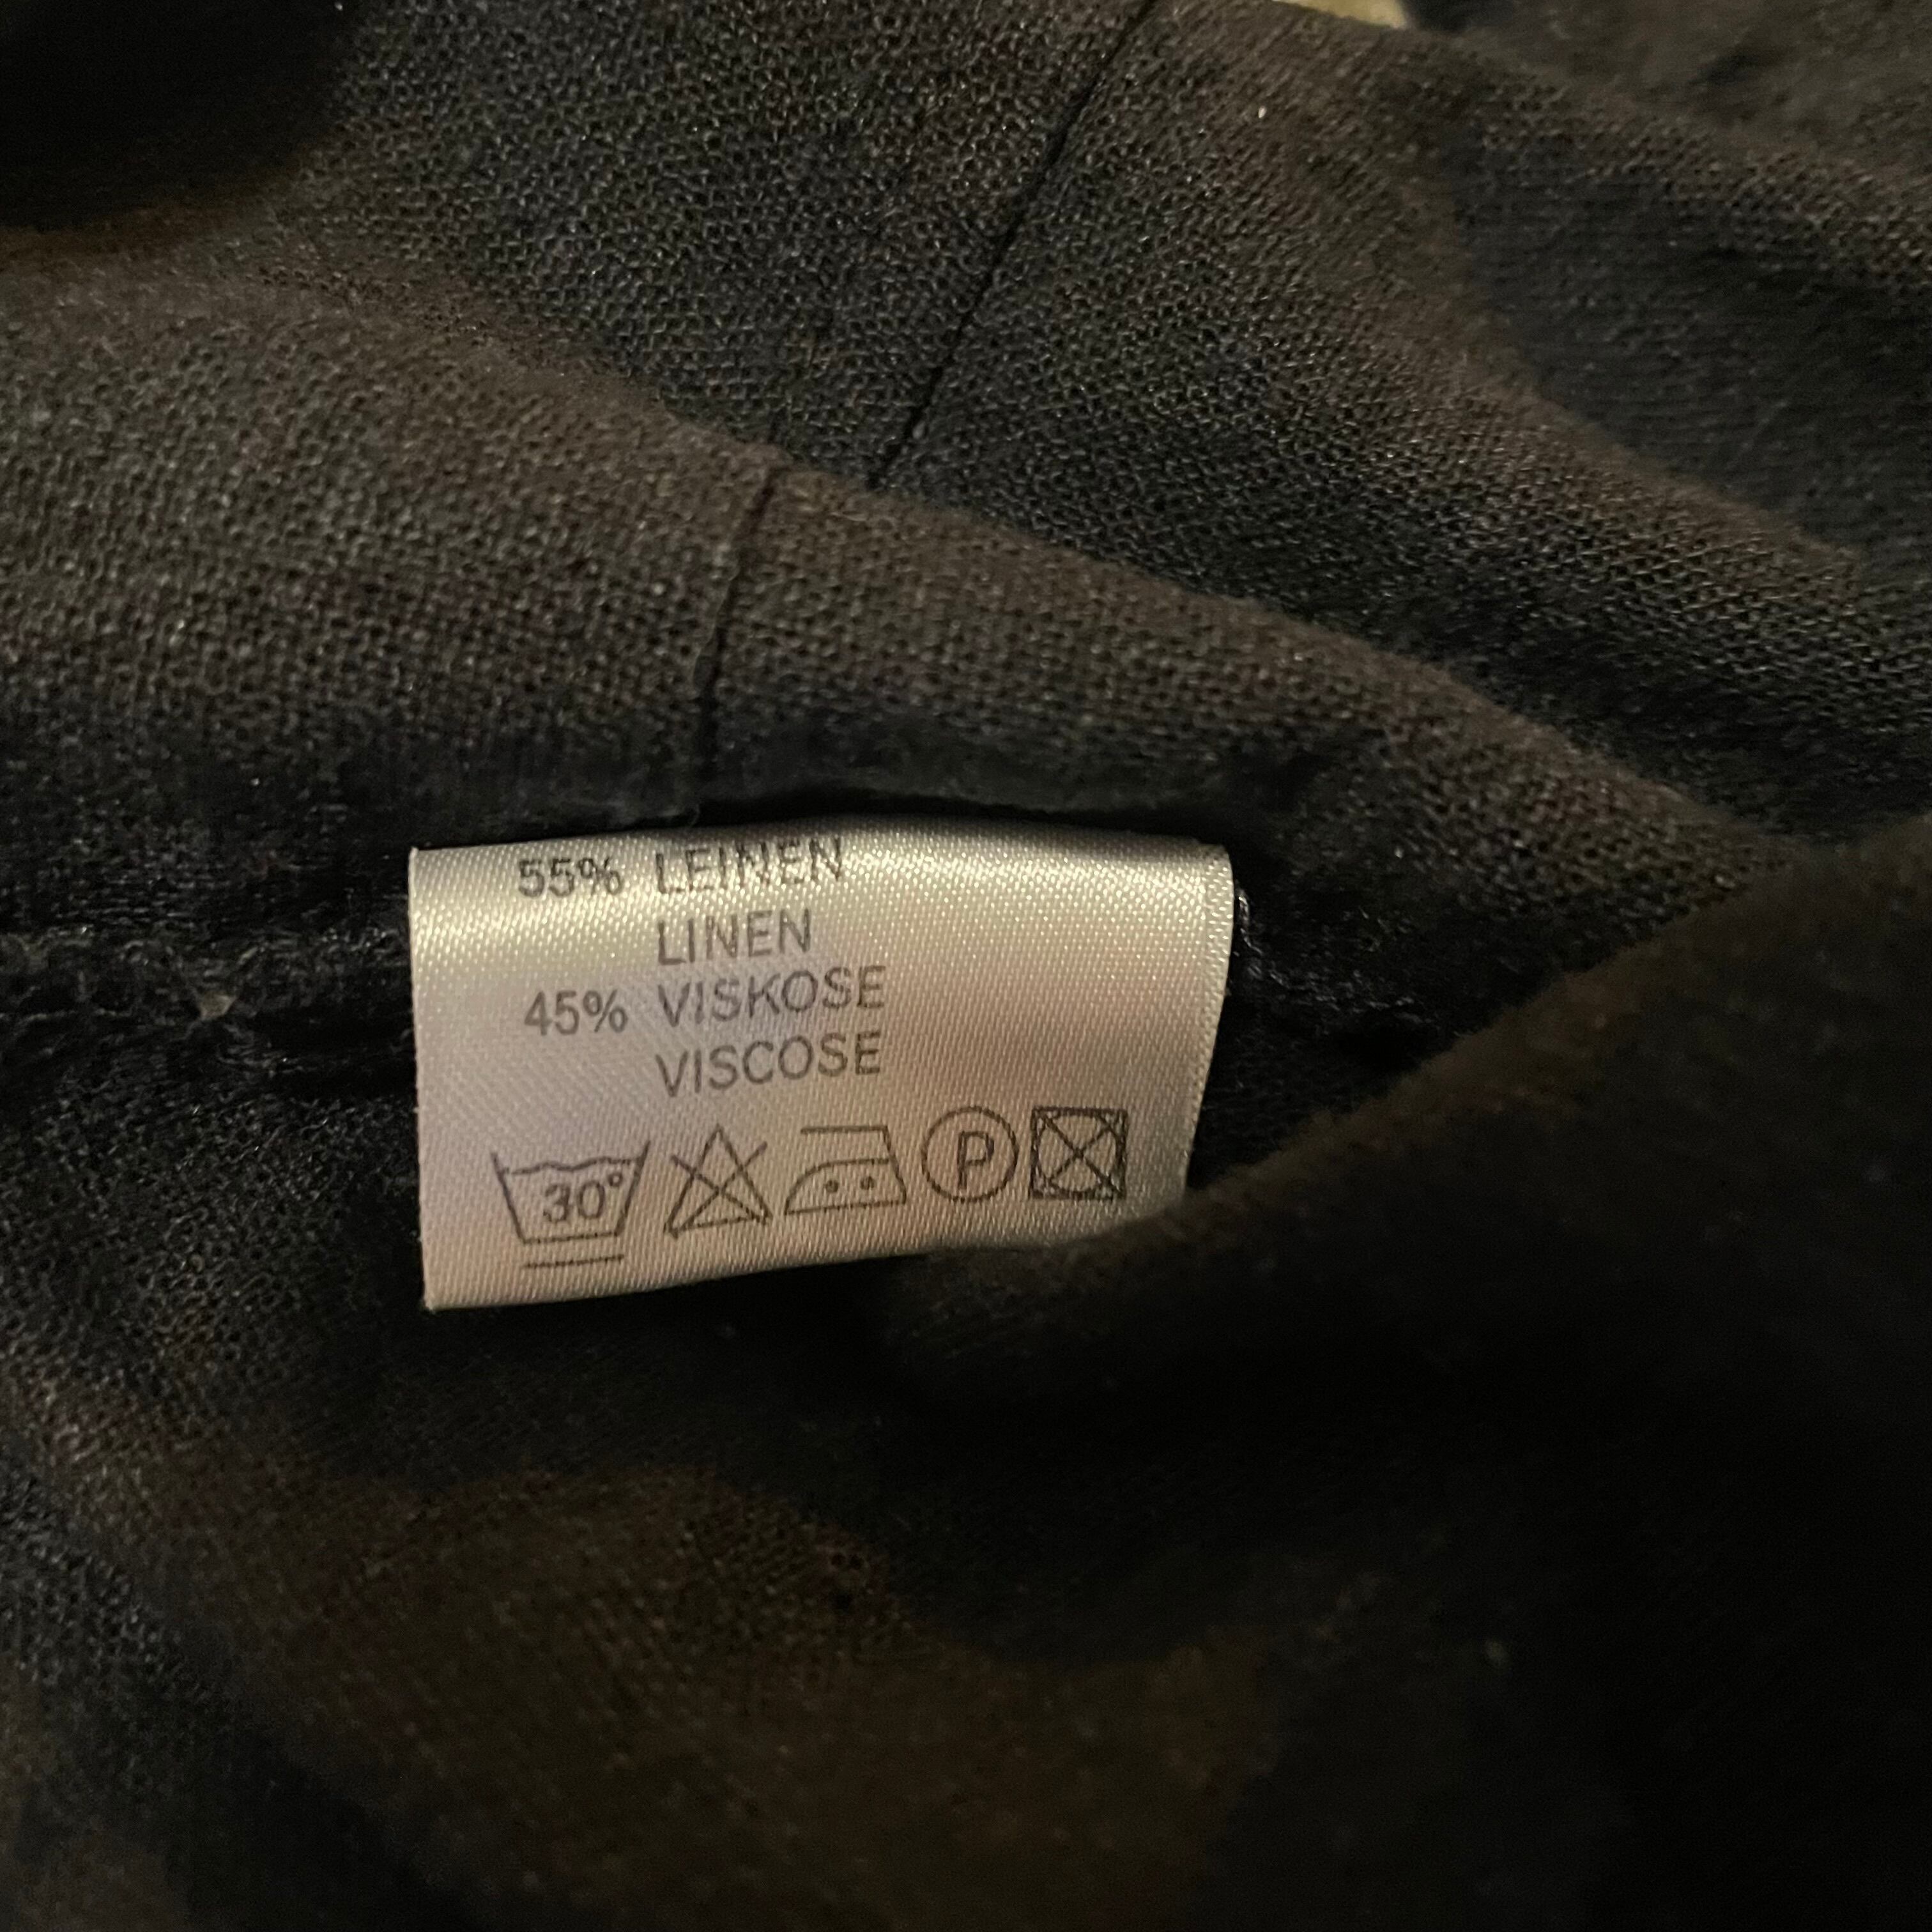 55% LEINEN
LINEN
45% VISKOSE
VISCOSE
30° P